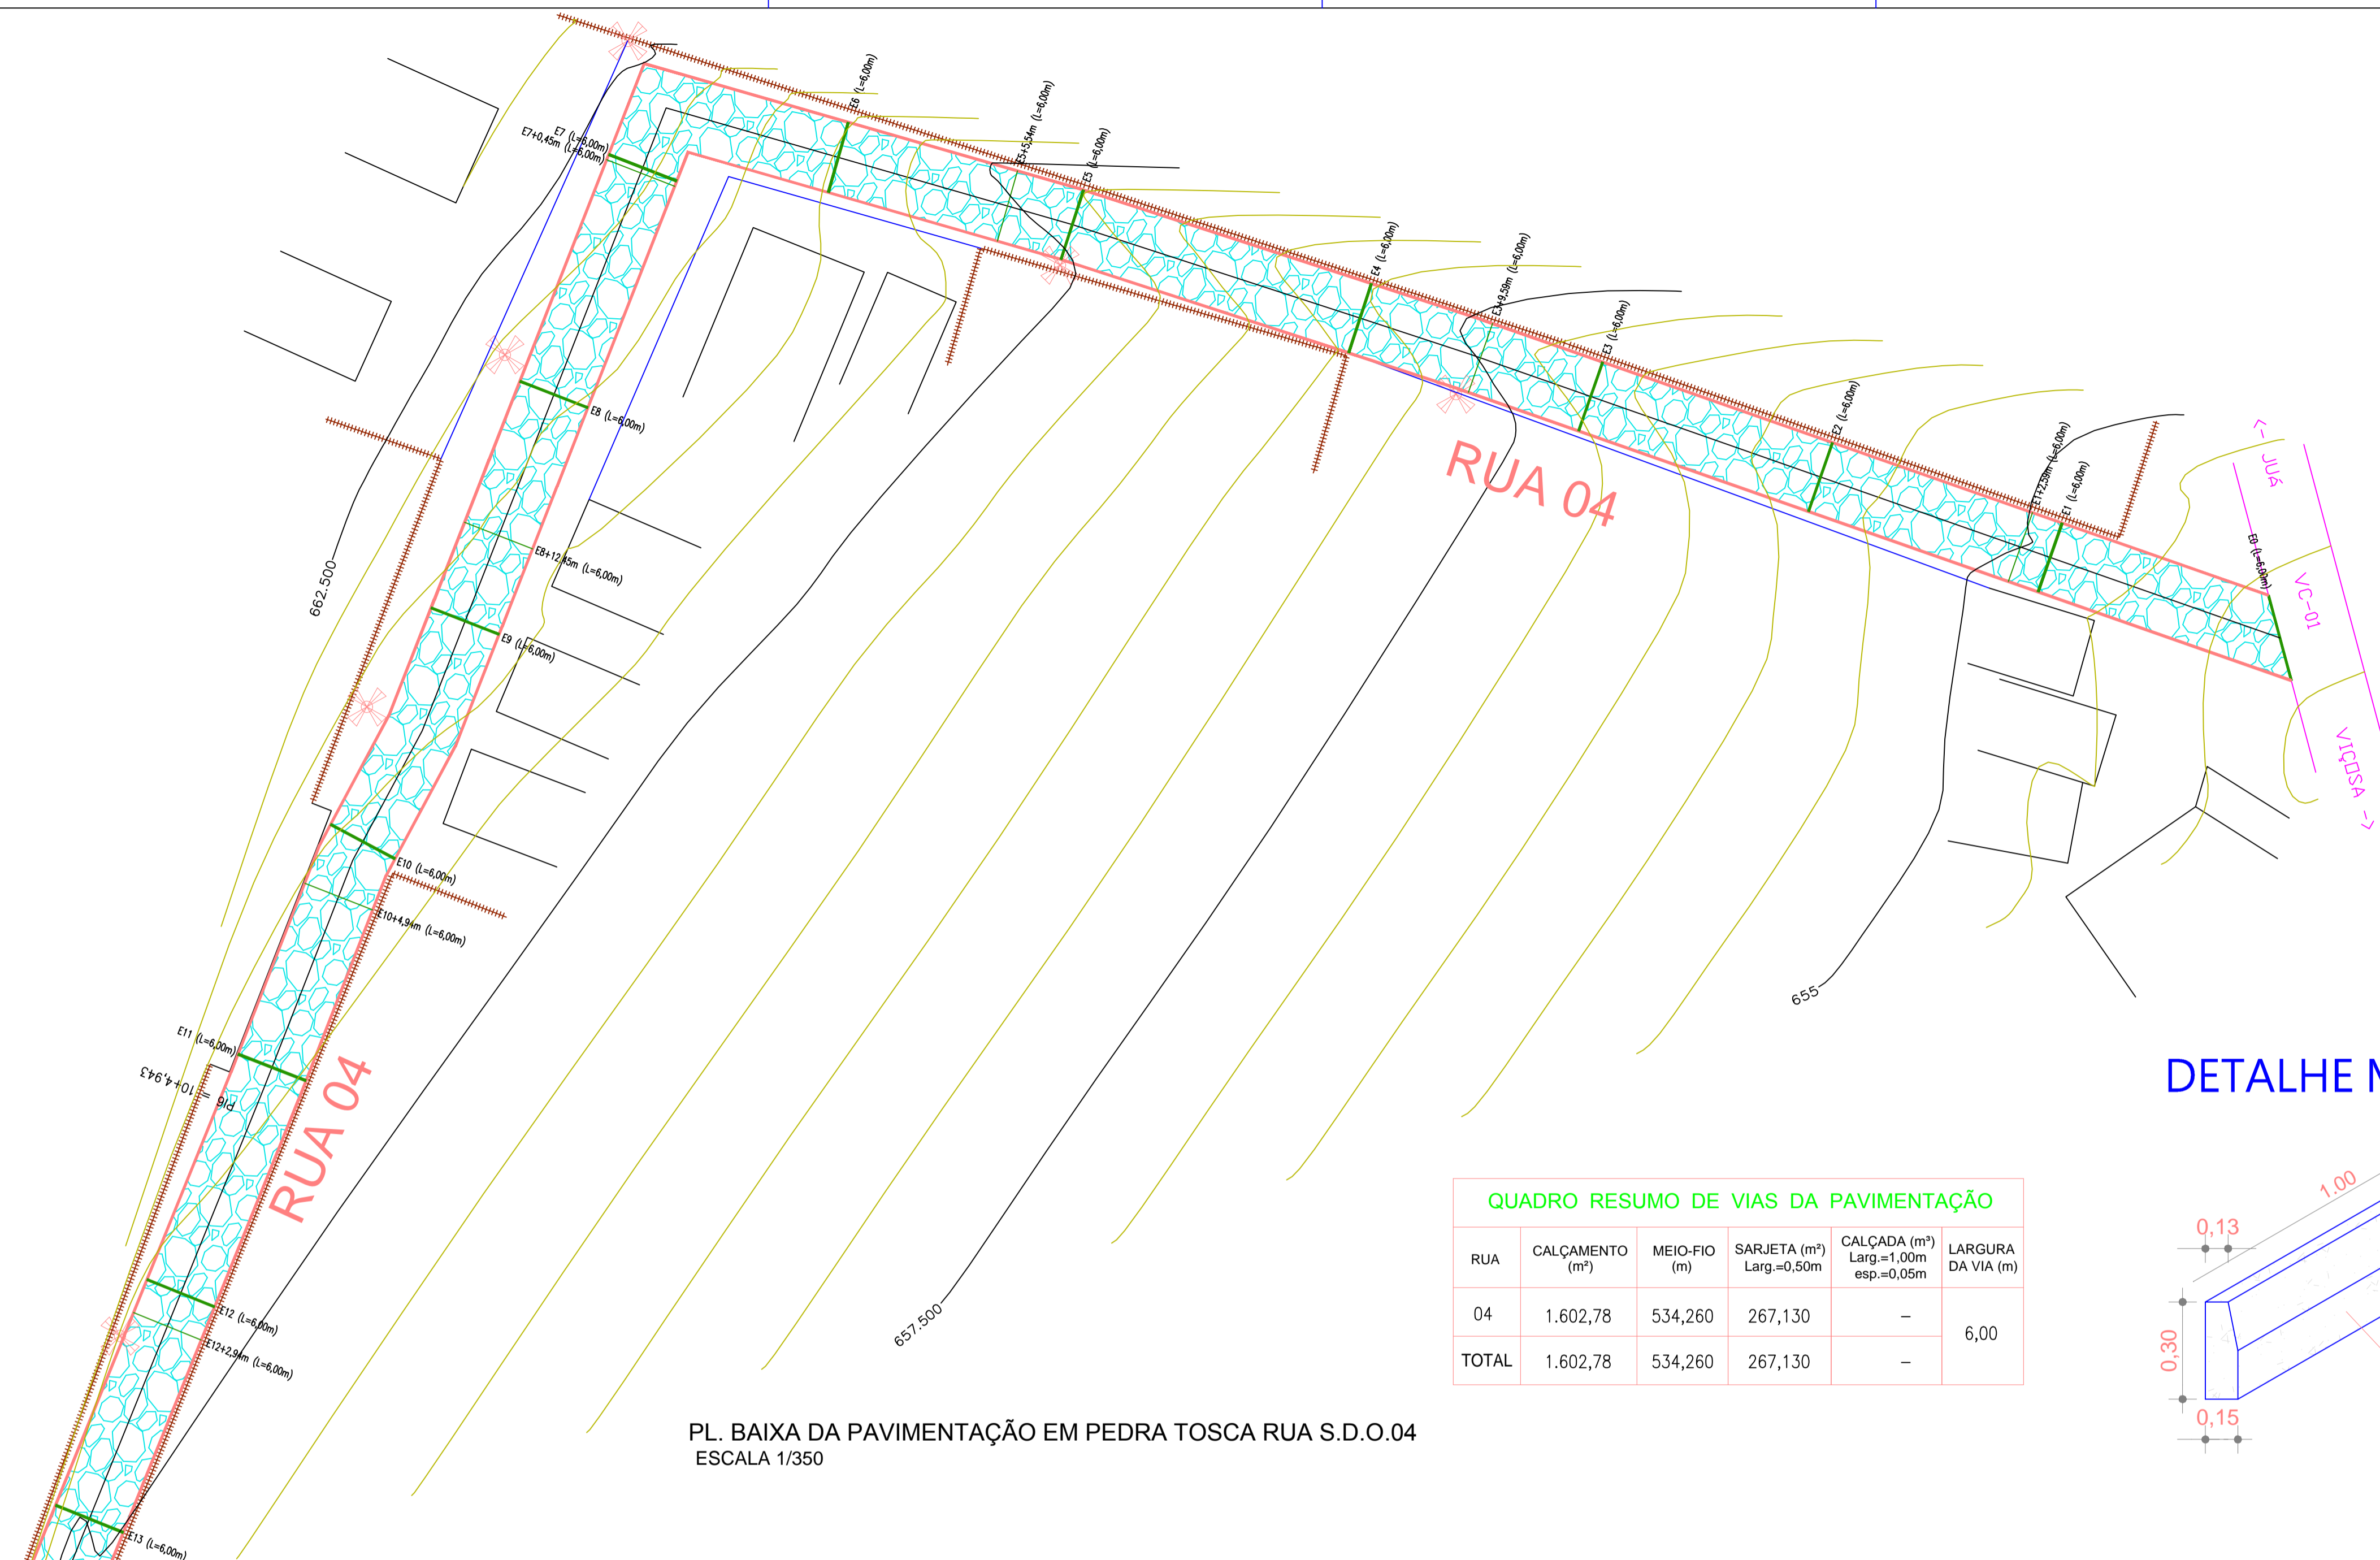 E6 (L=6,00m)
E5+5,54m (L=6,00m)
E5 (L=6,00m)
E7 (L=6,00m)
E7+0,45m (L=6,00m)
E4 (L=6,00m)
E3+9,59m (L=6,00m)
E3 (L=6,00m)
E2 (L=6,00m)
E1+2,59m (L=6,00m)
E1 (L=6,00m)
E0 (L=6,00m)
<- JUÁ
VC-01
VIÇOSA ->
RUA 04
E8 (L=6,00m)
E8+12,45m (L=6,00m)
662.500
E9 (L=6,00m)
E10 (L=6,00m)
E10+4,94m (L=6,00m)
E11 (L=6,00m)
PI6 = 10+4,943
RUA 04
E12 (L=6,00m)
E12+2,94m (L=6,00m)
E13 (L=6,00m)
655
657.500
DETALHE
1.00
0,13
0,30
0,15
QUADRO RESUMO DE VIAS DA PAVIMENTAÇÃO
RUA
CALÇAMENTO
(m²)
MEIO-FIO
(m)
SARJETA (m²)
Larg.=0,50m
CALÇADA (m³)
Larg.=1,00m
esp.=0,05m
LARGURA
DA VIA (m)
04 1.602,78 534,260 267,130 –
6,00
TOTAL 1.602,78 534,260 267,130 –
PL. BAIXA DA PAVIMENTAÇÃO EM PEDRA TOSCA RUA S.D.O.04
ESCALA 1/350